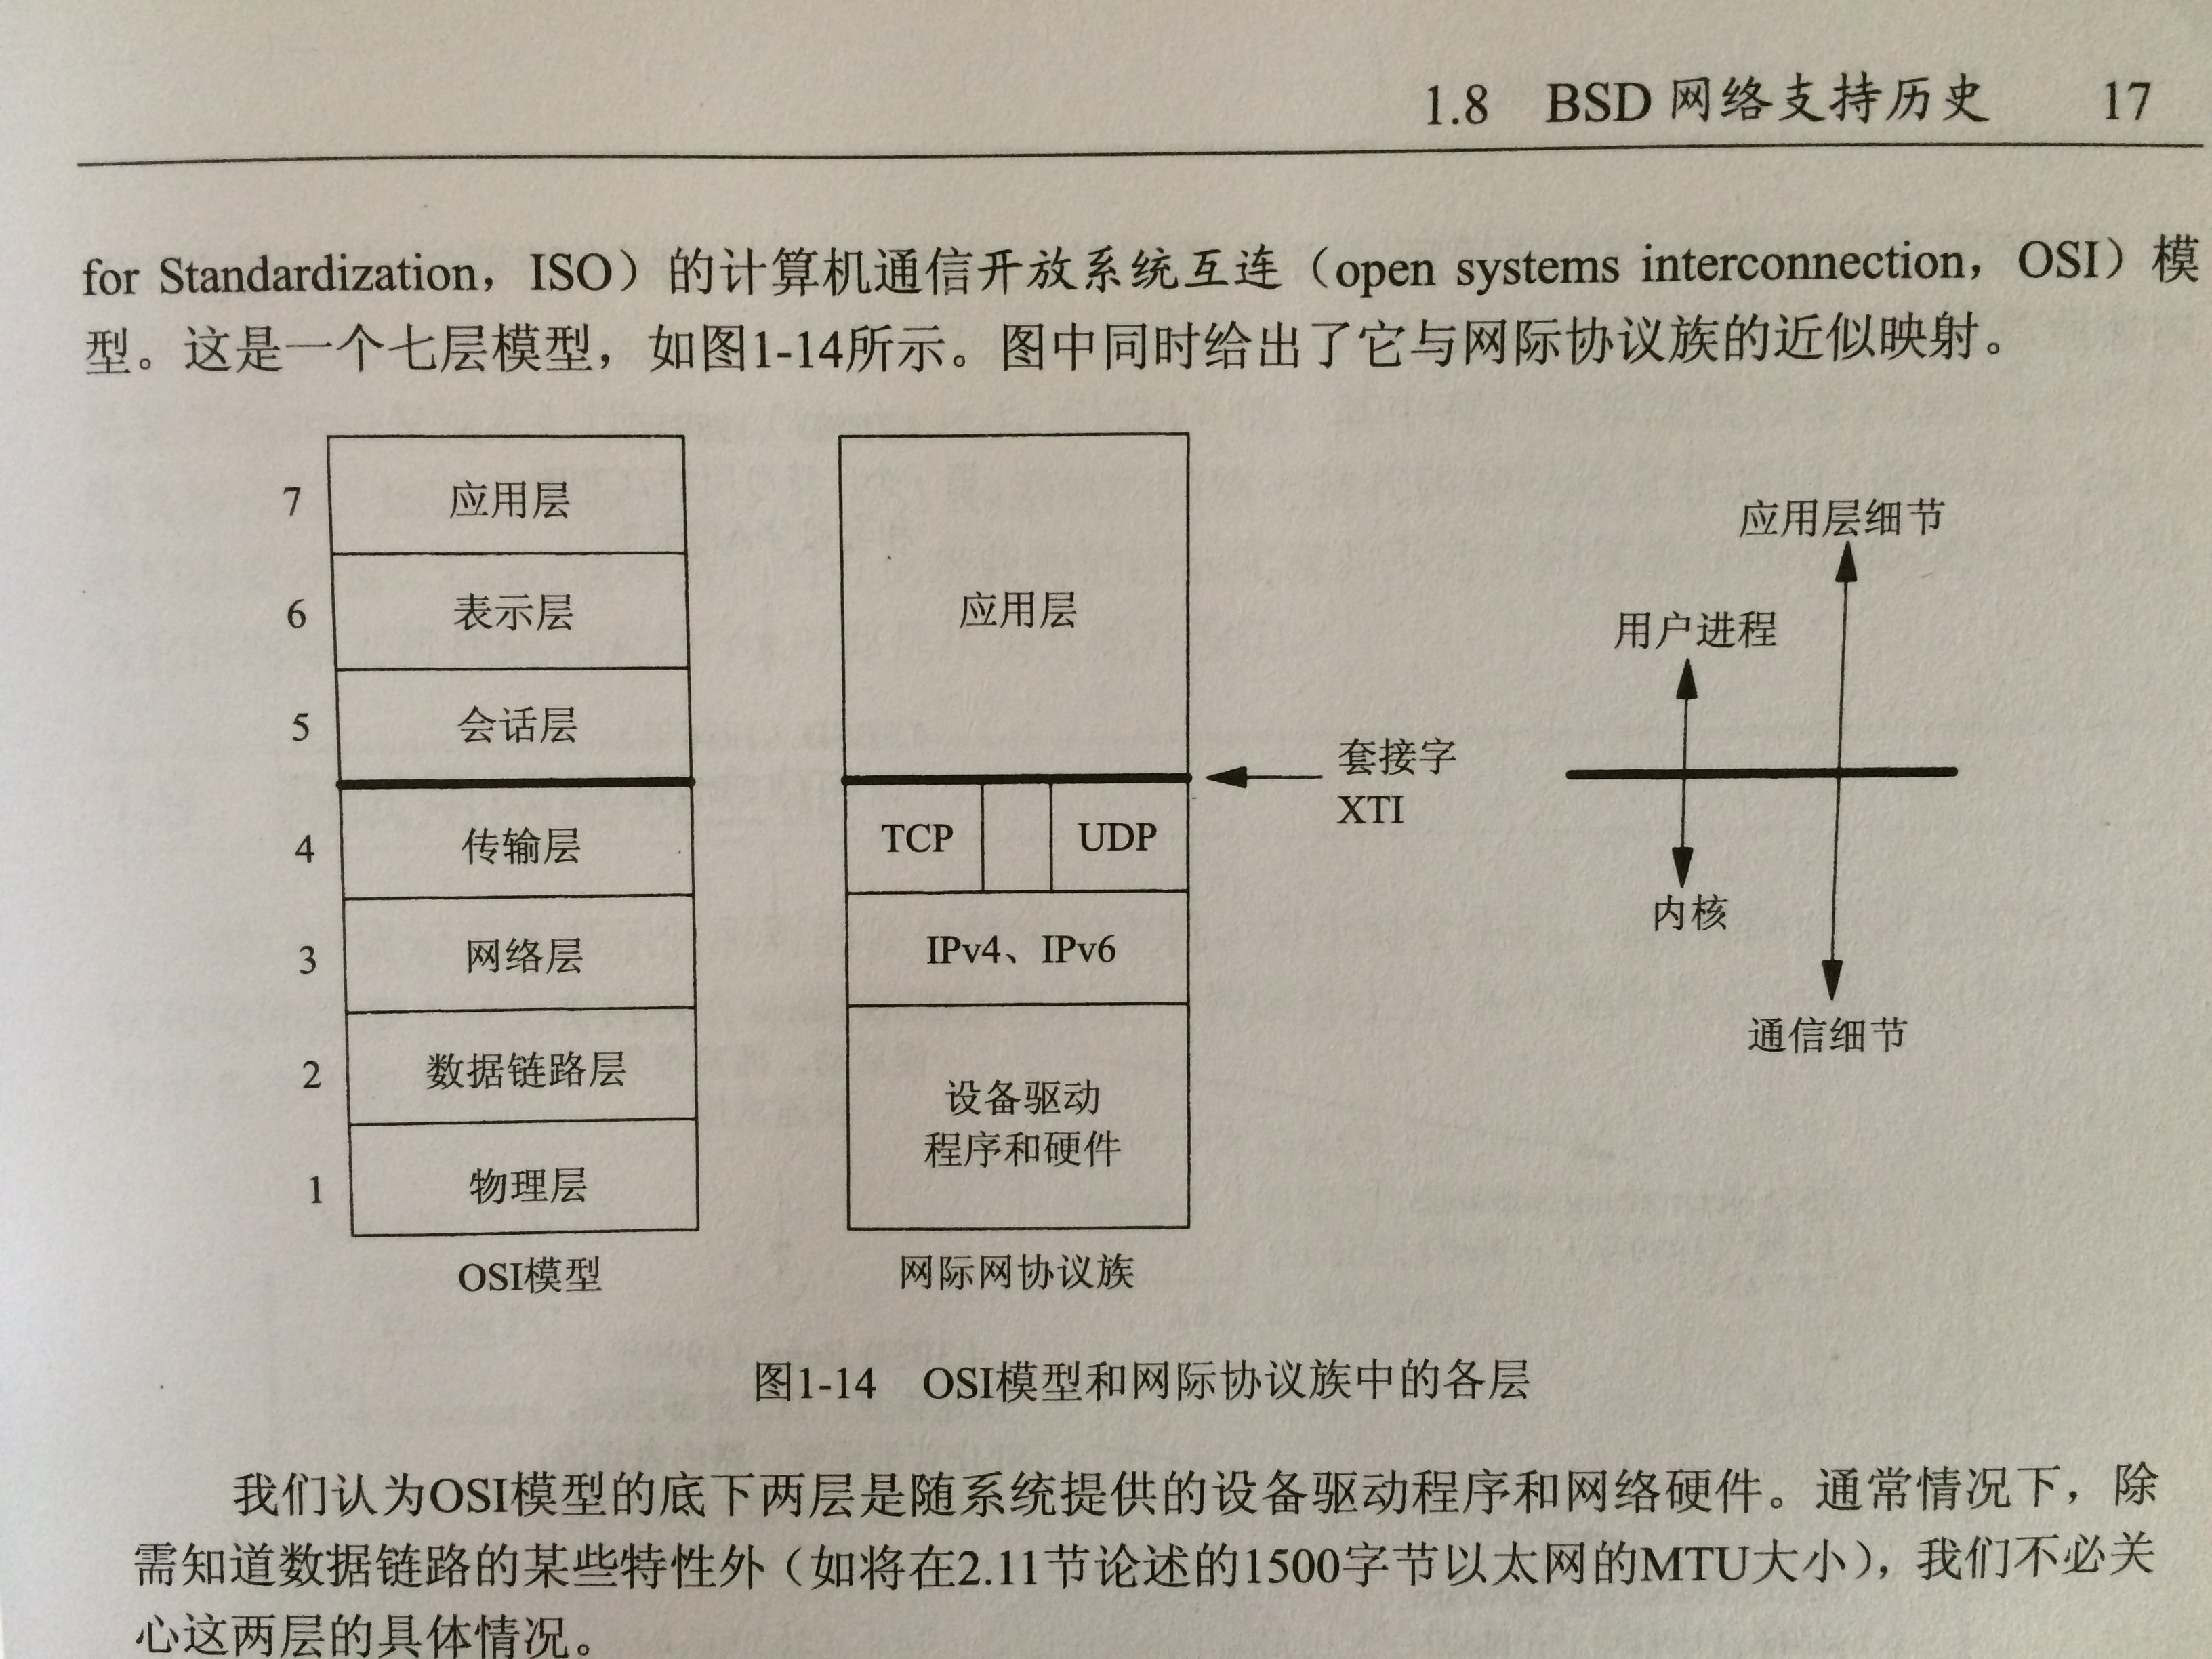 1.8 BSD 网络支持历史 17
for Standardization，ISO）的计算机通信开放系统互连（open systems interconnection，OSI）模
型。这是一个七层模型，如图1-14所示。图中同时给出了它与网际协议族的近似映射。
7 应用层
6 表示层
5 会话层
4 传输层
3 网络层
2 数据链路层
1 物理层
OSI模型
应用层
TCP UDP
IPv4、IPv6
设备驱动
程序和硬件
网际网协议族
套接字
XTI
应用层细节
用户进程
内核
通信细节
图1-14 OSI模型和网际协议族中的各层
我们认为OSI模型的底下两层是随系统提供的设备驱动程序和网络硬件。通常情况下，除
需知道数据链路的某些特性外（如将在2.11节论述的1500字节以太网的MTU大小），我们不必关
心这两层的具体情况。